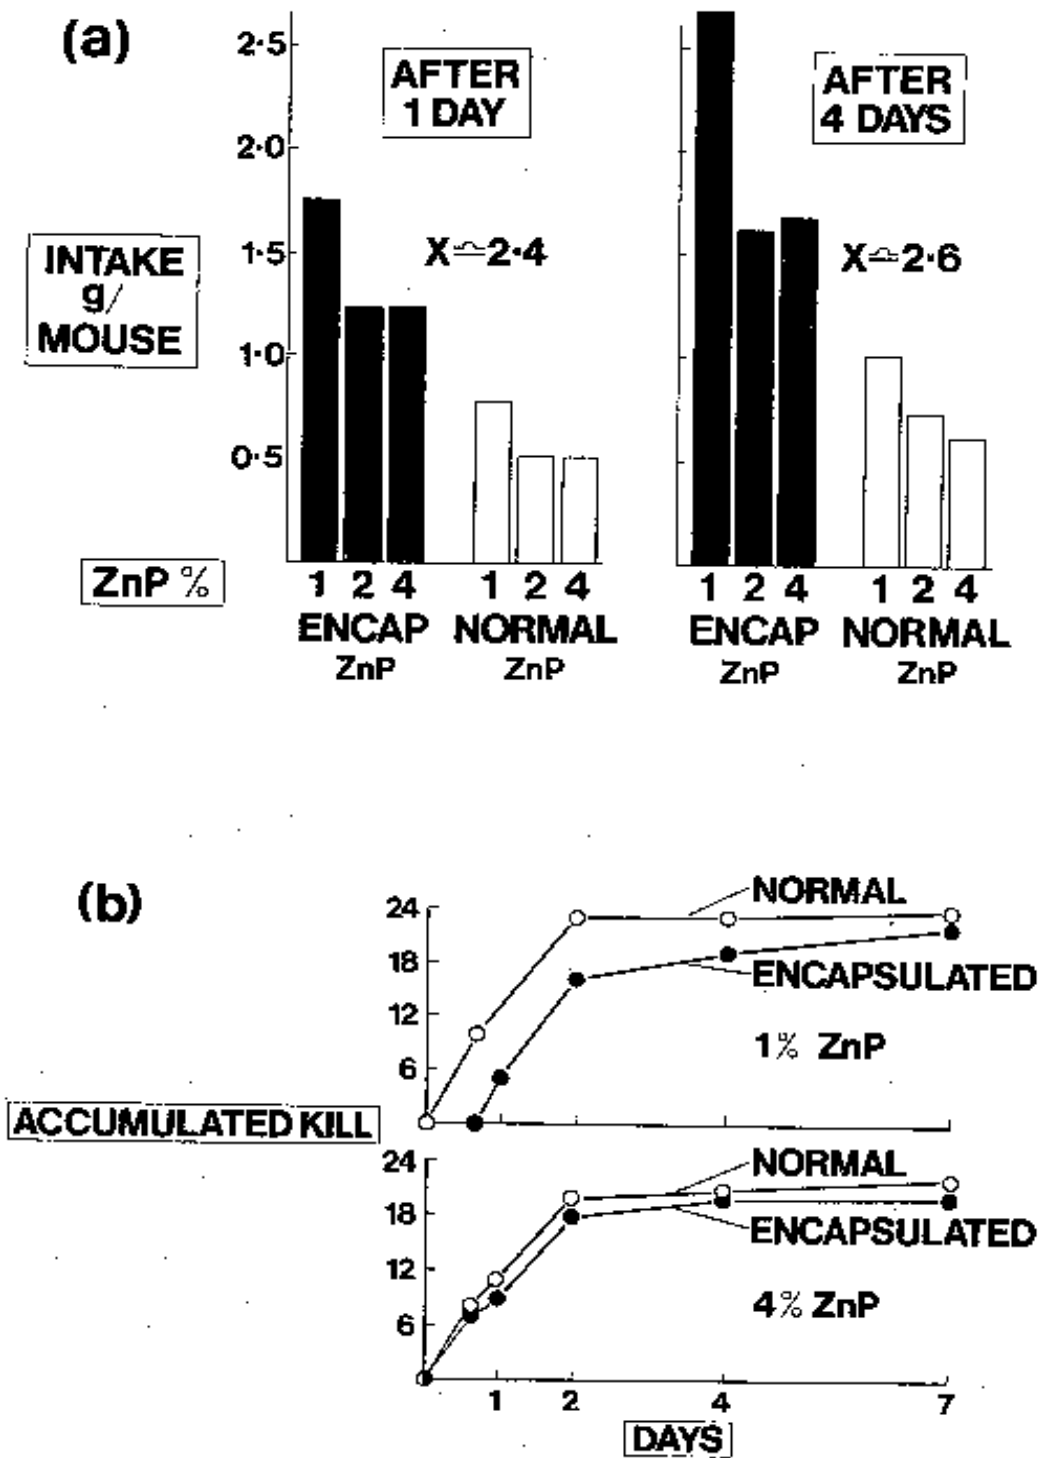 (a)
2·5
2·0
1·5
1·0
0·5
INTAKE
g/
MOUSE
AFTER
1 DAY
X≏2·4
AFTER
4 DAYS
X≏2·6
ZnP %
1 2 4 1 2 4
ENCAP NORMAL
ZnP ZnP
1 2 4 1 2 4
ENCAP NORMAL
ZnP ZnP
(b)
24
18
12
6
NORMAL
ENCAPSULATED
1% ZnP
ACCUMULATED KILL
24
18
12
6
NORMAL
ENCAPSULATED
4% ZnP
1 2 4 7
DAYS